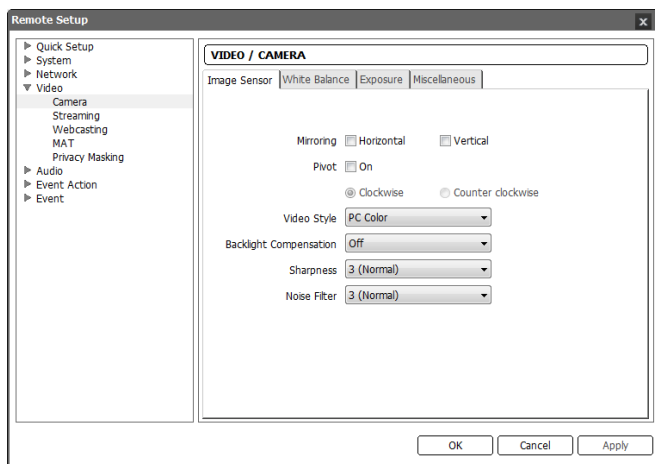 Remote Setup
x
Quick Setup
System
Network
Video
Camera
Streaming
Webcasting
MAT
Privacy Masking
Audio
Event Action
Event
VIDEO / CAMERA
Image Sensor White Balance Exposure Miscellaneous
Mirroring Horizontal Vertical
Pivot On
Clockwise Counter clockwise
Video Style PC Color
Backlight Compensation Off
Sharpness 3 (Normal)
Noise Filter 3 (Normal)
OK Cancel Apply